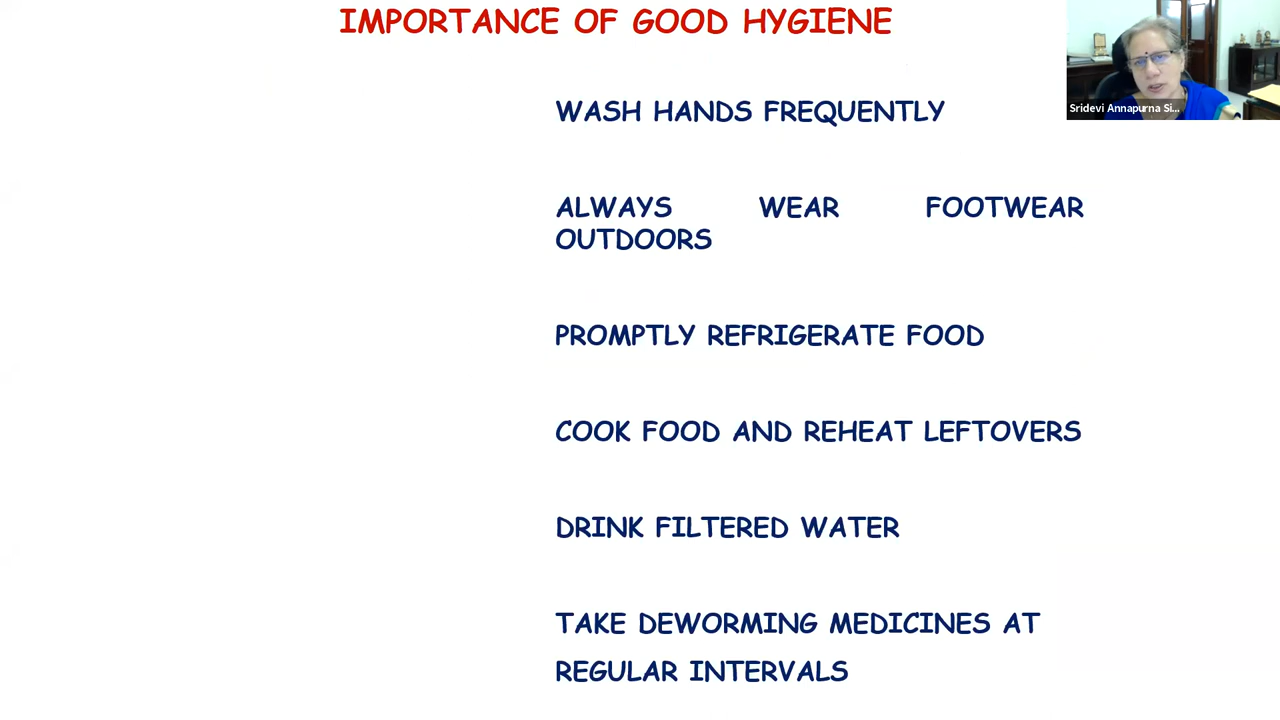 IMPORTANCE OF GOOD HYGIENE
Sridevi Annapurna Si...
WASH HANDS FREQUENTLY
ALWAYS WEAR FOOTWEAR
OUTDOORS
PROMPTLY REFRIGERATE FOOD
COOK FOOD AND REHEAT LEFTOVERS
DRINK FILTERED WATER
TAKE DEWORMING MEDICINES AT
REGULAR INTERVALS